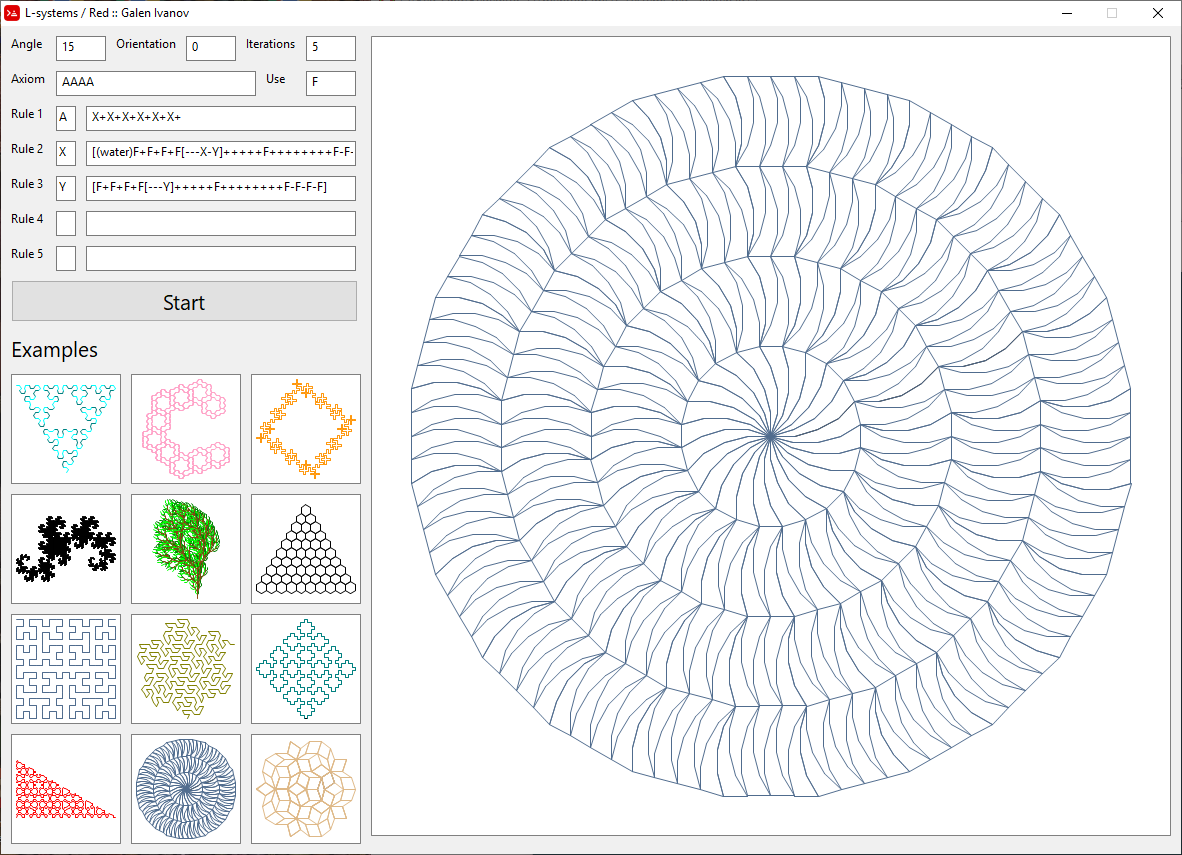 L-systems / Red :: Galen Ivanov
Angle 15 Orientation 0 Iterations 5
Axiom AAAA Use F
Rule 1 A X+X+X+X+X+X+
Rule 2 X [(water)F+F+F+F[---X-Y]+++++F++++++++F-F-
Rule 3 Y [F+F+F+F[---Y]+++++F++++++++F-F-F-F]
Rule 4
Rule 5
Start
Examples